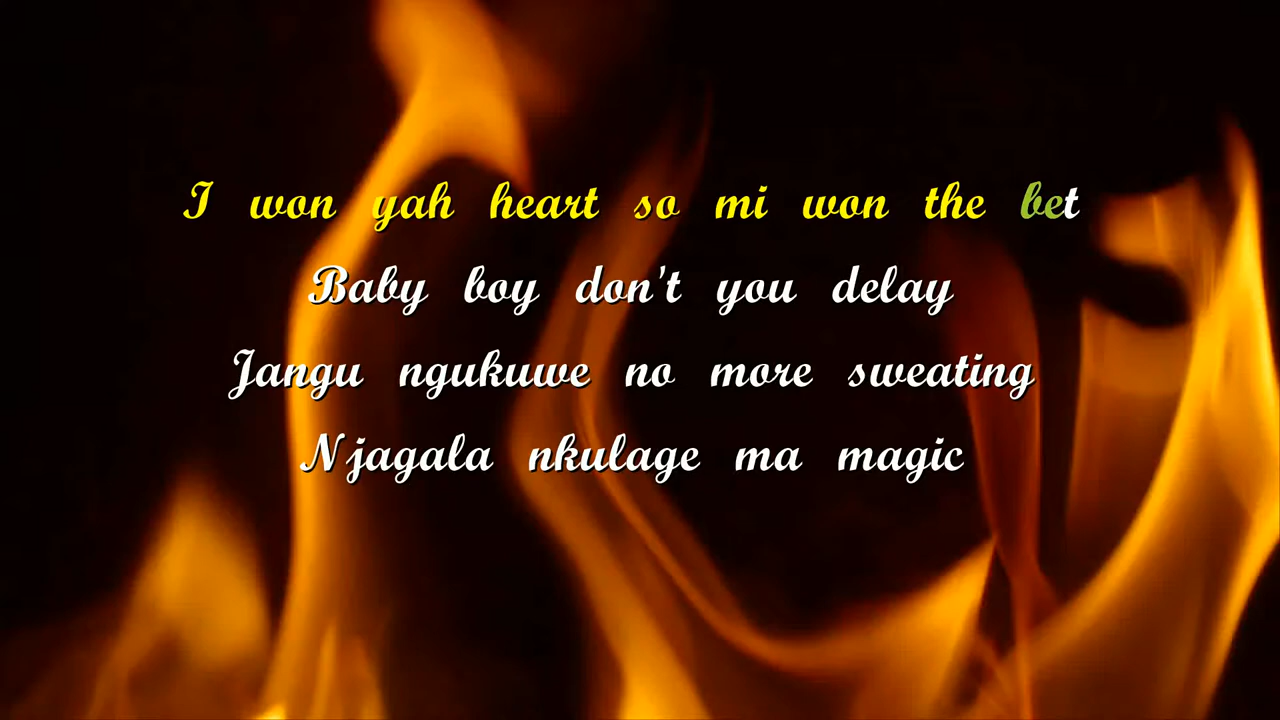 I won yah heart so mi won the bet
Baby boy don't you delay
Jangu ngukuwe no more sweating
Njagala nkulage ma magic